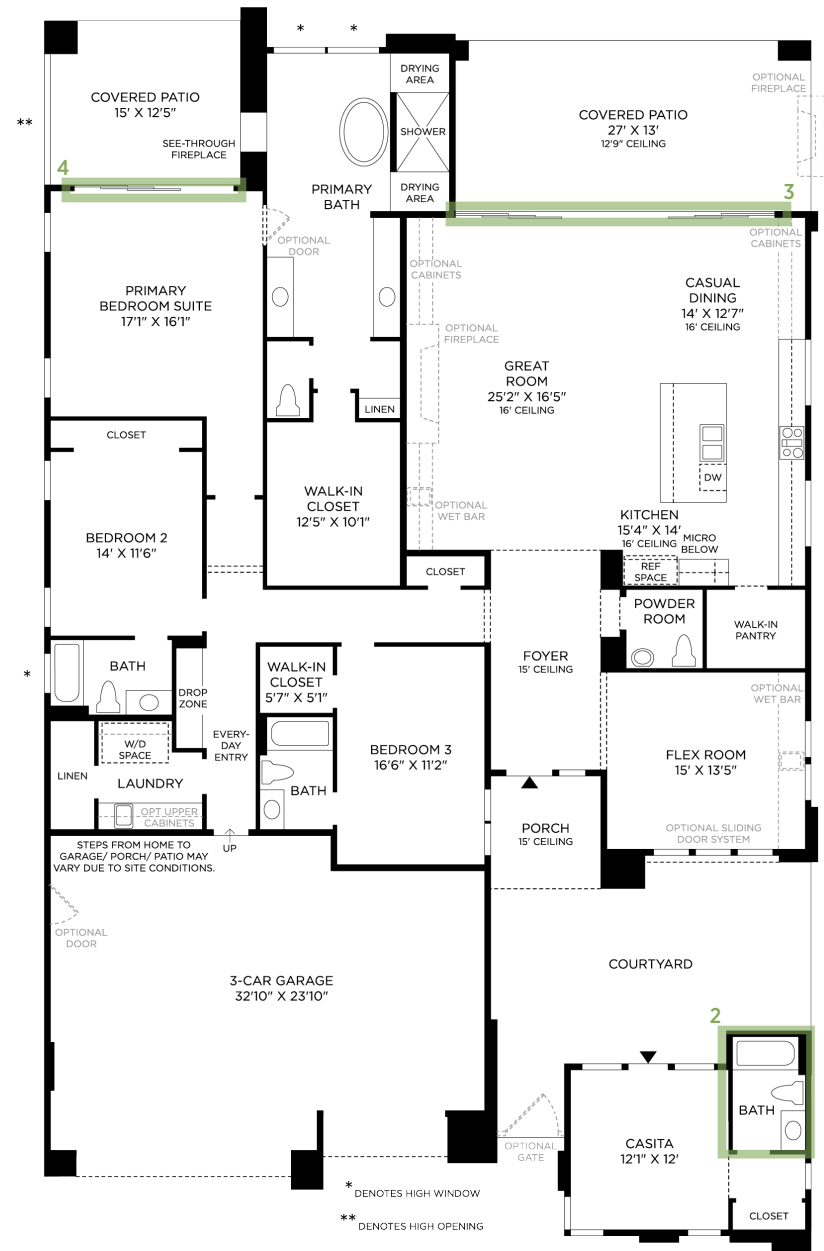 * *
DRYING
AREA
OPTIONAL
FIREPLACE
COVERED PATIO
15' X 12'5"
**
SEE-THROUGH
FIREPLACE
SHOWER
COVERED PATIO
27' X 13'
12'9" CEILING
4
PRIMARY
BATH
DRYING
AREA
3
OPTIONAL
DOOR
OPTIONAL
CABINETS
OPTIONAL
CABINETS
PRIMARY
BEDROOM SUITE
17'1" X 16'1"
CASUAL
DINING
14' X 12'7"
16' CEILING
OPTIONAL
FIREPLACE
GREAT
ROOM
25'2" X 16'5"
16' CEILING
LINEN
CLOSET
DW
WALK-IN
CLOSET
12'5" X 10'1"
OPTIONAL
WET BAR
BEDROOM 2
14' X 11'6"
KITCHEN
15'4" X 14'
16' CEILING
MICRO
BELOW
REF
SPACE
CLOSET
POWDER
ROOM
WALK-IN
PANTRY
FOYER
15' CEILING
*
BATH
WALK-IN
CLOSET
5'7" X 5'1"
DROP
ZONE
OPTIONAL
WET BAR
EVERY-
DAY
ENTRY
W/D
SPACE
LINEN
LAUNDRY
BEDROOM 3
16'6" X 11'2"
FLEX ROOM
15' X 13'5"
BATH
OPT UPPER
CABINETS
PORCH
15' CEILING
OPTIONAL SLIDING
DOOR SYSTEM
UP
STEPS FROM HOME TO
GARAGE/ PORCH/ PATIO MAY
VARY DUE TO SITE CONDITIONS.
OPTIONAL
DOOR
COURTYARD
3-CAR GARAGE
32'10" X 23'10"
2
BATH
OPTIONAL
GATE
CASITA
12'1" X 12'
CLOSET
* DENOTES HIGH WINDOW
** DENOTES HIGH OPENING